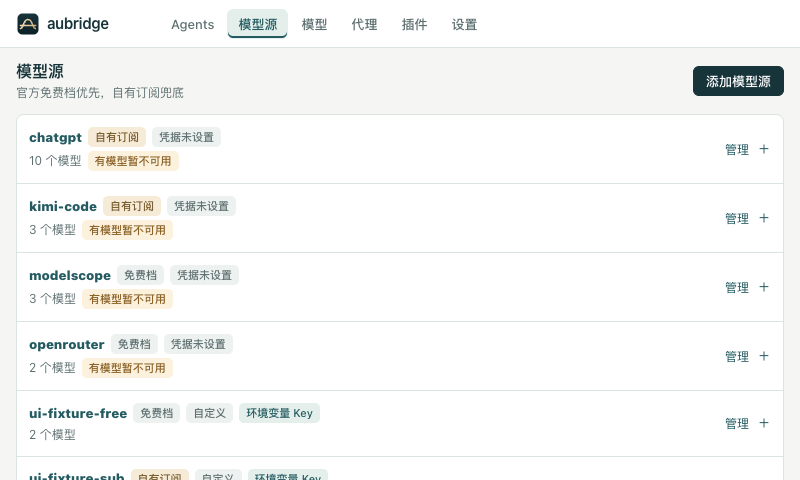 aubridge Agents 模型源 模型 代理 插件 设置
模型源
官方免费档优先，自有订阅兜底
添加模型源
chatgpt 自有订阅 凭据未设置
10 个模型 有模型暂不可用
管理 +
kimi-code 自有订阅 凭据未设置
3 个模型 有模型暂不可用
管理 +
modelscope 免费档 凭据未设置
3 个模型 有模型暂不可用
管理 +
openrouter 免费档 凭据未设置
2 个模型 有模型暂不可用
管理 +
ui-fixture-free 免费档 自定义 环境变量 Key
2 个模型
管理 +
ui-fixture-sub 自有订阅 自定义 环境变量 Key